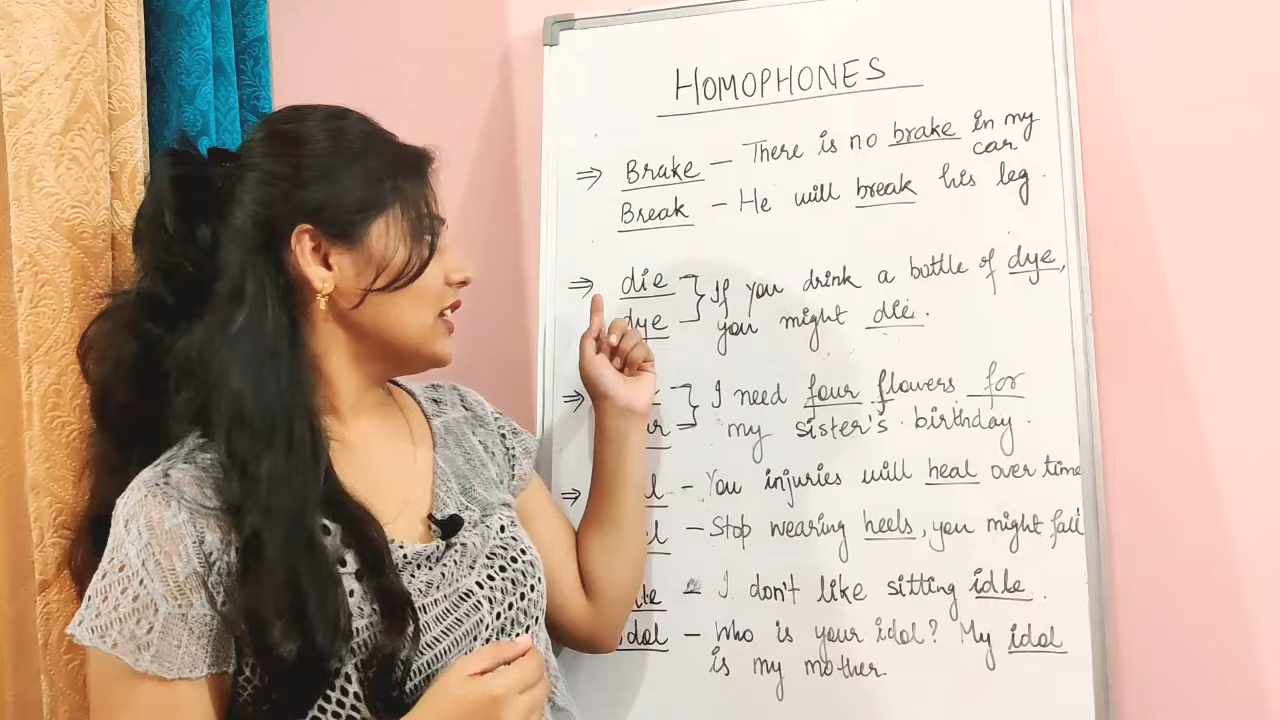 HOMOPHONES
⇒ Brake – There is no brake in my car
Break – He will break his leg.
⇒ die } If you drink a bottle of dye,
dye } you might die.
⇒ } I need four flowers for
my sister's birthday.
⇒ – You injuries will heal over time
– Stop wearing heels, you might fall
– I don't like sitting idle.
idol – Who is your idol? My idol
is my mother